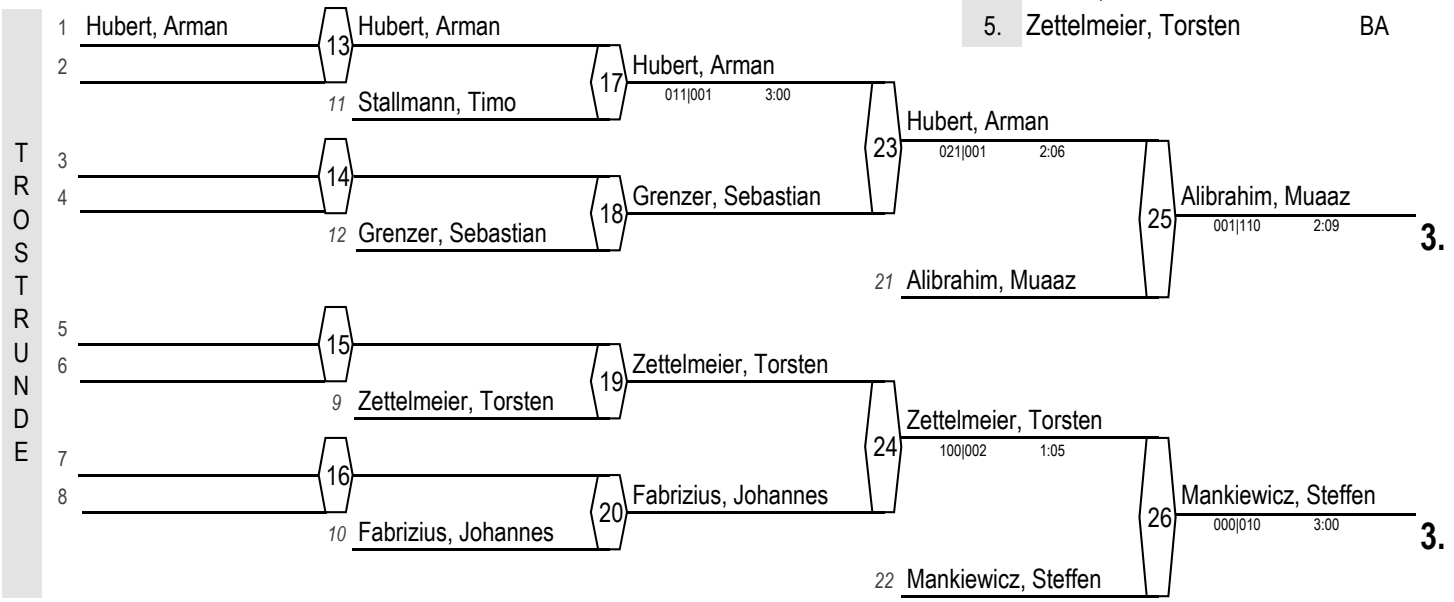 5. Zettelmeier, Torsten BA
TROSTRUNDE
1 Hubert, Arman
2
13
Hubert, Arman
11 Stallmann, Timo
17
Hubert, Arman
011|001 3:00
3
4
14
12 Grenzer, Sebastian
18
Grenzer, Sebastian
23
Hubert, Arman
021|001 2:06
21 Alibrahim, Muaaz
25
Alibrahim, Muaaz
001|110 2:09
3.
5
6
15
9 Zettelmeier, Torsten
19
Zettelmeier, Torsten
7
8
16
10 Fabrizius, Johannes
20
Fabrizius, Johannes
24
Zettelmeier, Torsten
100|002 1:05
22 Mankiewicz, Steffen
26
Mankiewicz, Steffen
000|010 3:00
3.